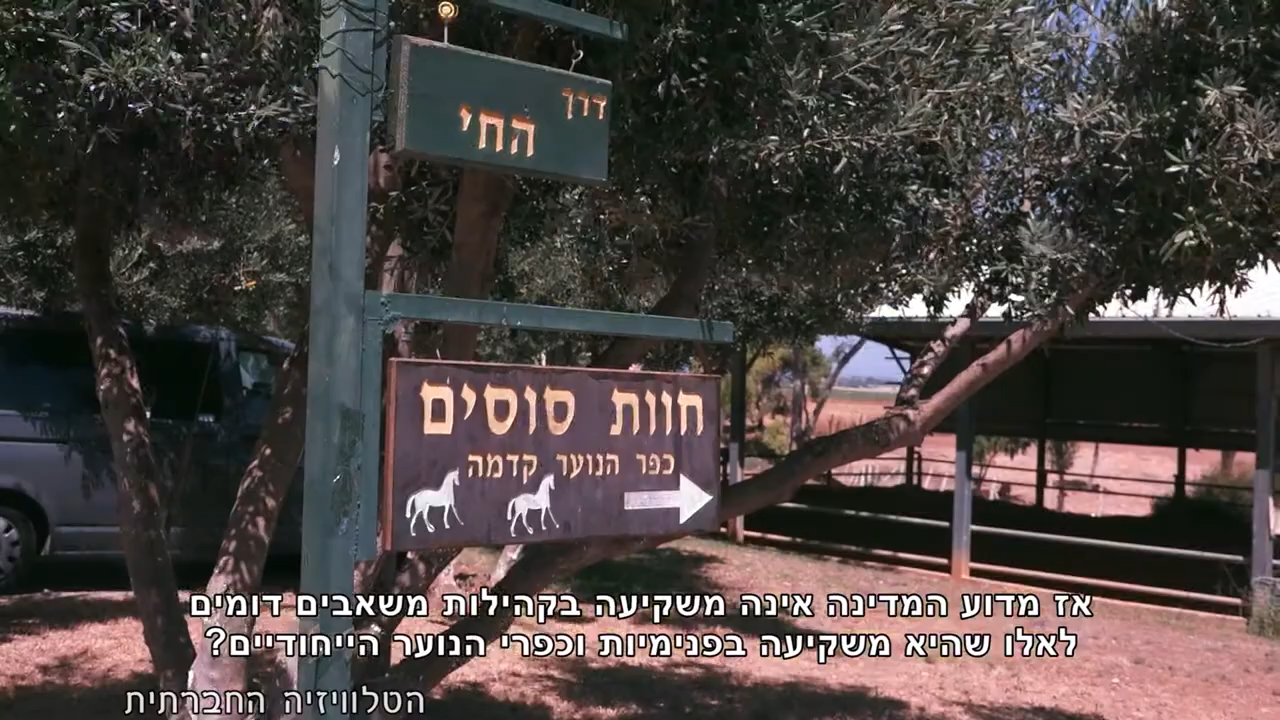 דרך
החי
חוות סוסים
כפר הנוער קדמה
אז מדוע המדינה אינה משקיעה בקהילות משאבים דומים
לאלו שהיא משקיעה בפנימיות וכפרי הנוער הייחודיים?
הטלוויזיה החברתית